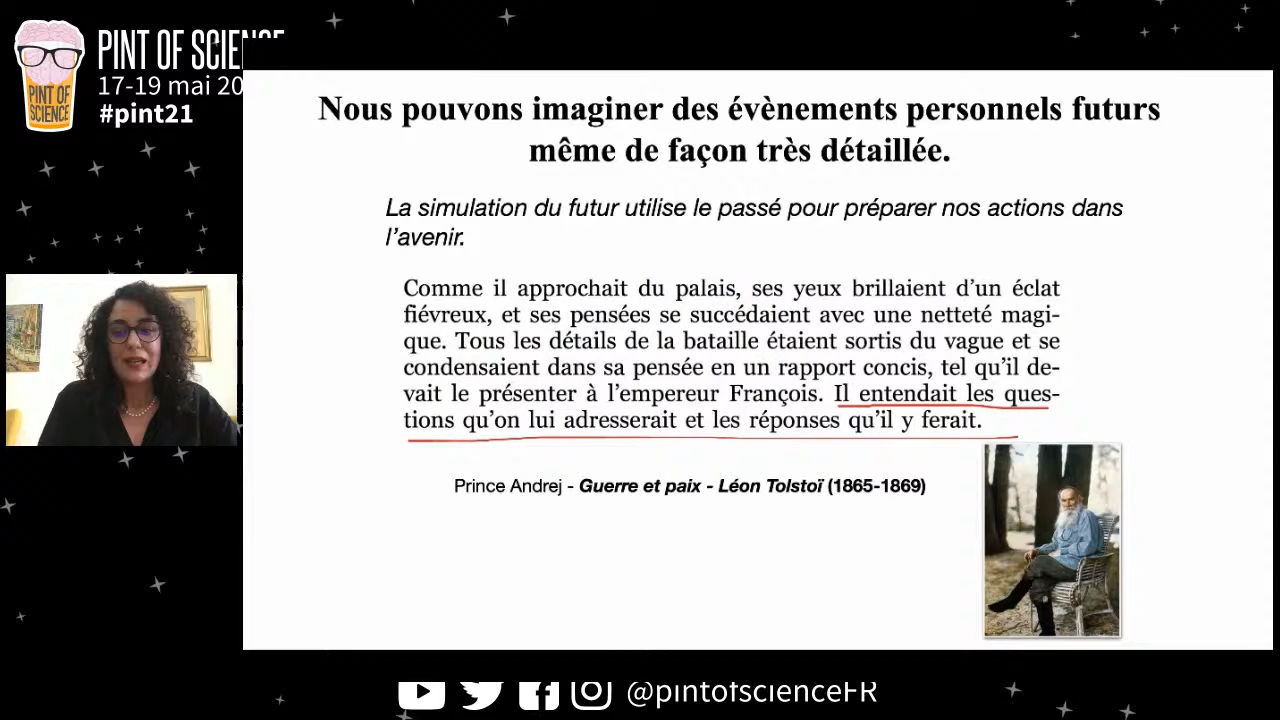 PINT OF SCIENCE
17-19 mai 20
#pint21
PINT OF
SCIENCE
Nous pouvons imaginer des évènements personnels futurs
même de façon très détaillée.
La simulation du futur utilise le passé pour préparer nos actions dans
l’avenir.
Comme il approchait du palais, ses yeux brillaient d’un éclat
fiévreux, et ses pensées se succédaient avec une netteté magi-
que. Tous les détails de la bataille étaient sortis du vague et se
condensaient dans sa pensée en un rapport concis, tel qu’il de-
vait le présenter à l’empereur François. Il entendait les ques-
tions qu’on lui adresserait et les réponses qu’il y ferait.
Prince Andrej - Guerre et paix - Léon Tolstoï (1865-1869)
@pintofscienceFR